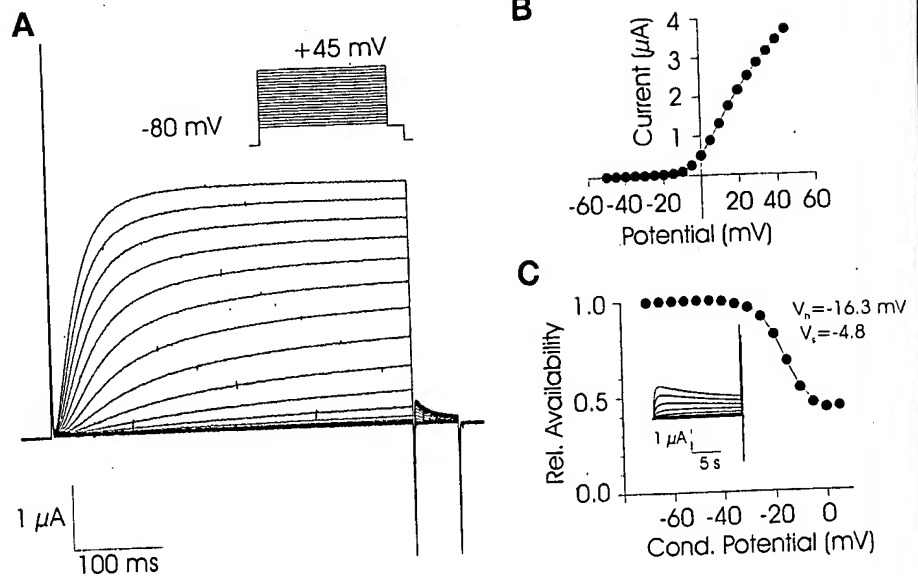 A
+45 mV
-80 mV
1 µA
100 ms
B
Current (µA)
4
3
2
1
-60 -40 -20 20 40 60
Potential (mV)
C
Rel. Availability
1.0
0.5
0.0
Vₕ=-16.3 mV
Vₛ=-4.8
1 µA
5 s
-60 -40 -20 0
Cond. Potential (mV)